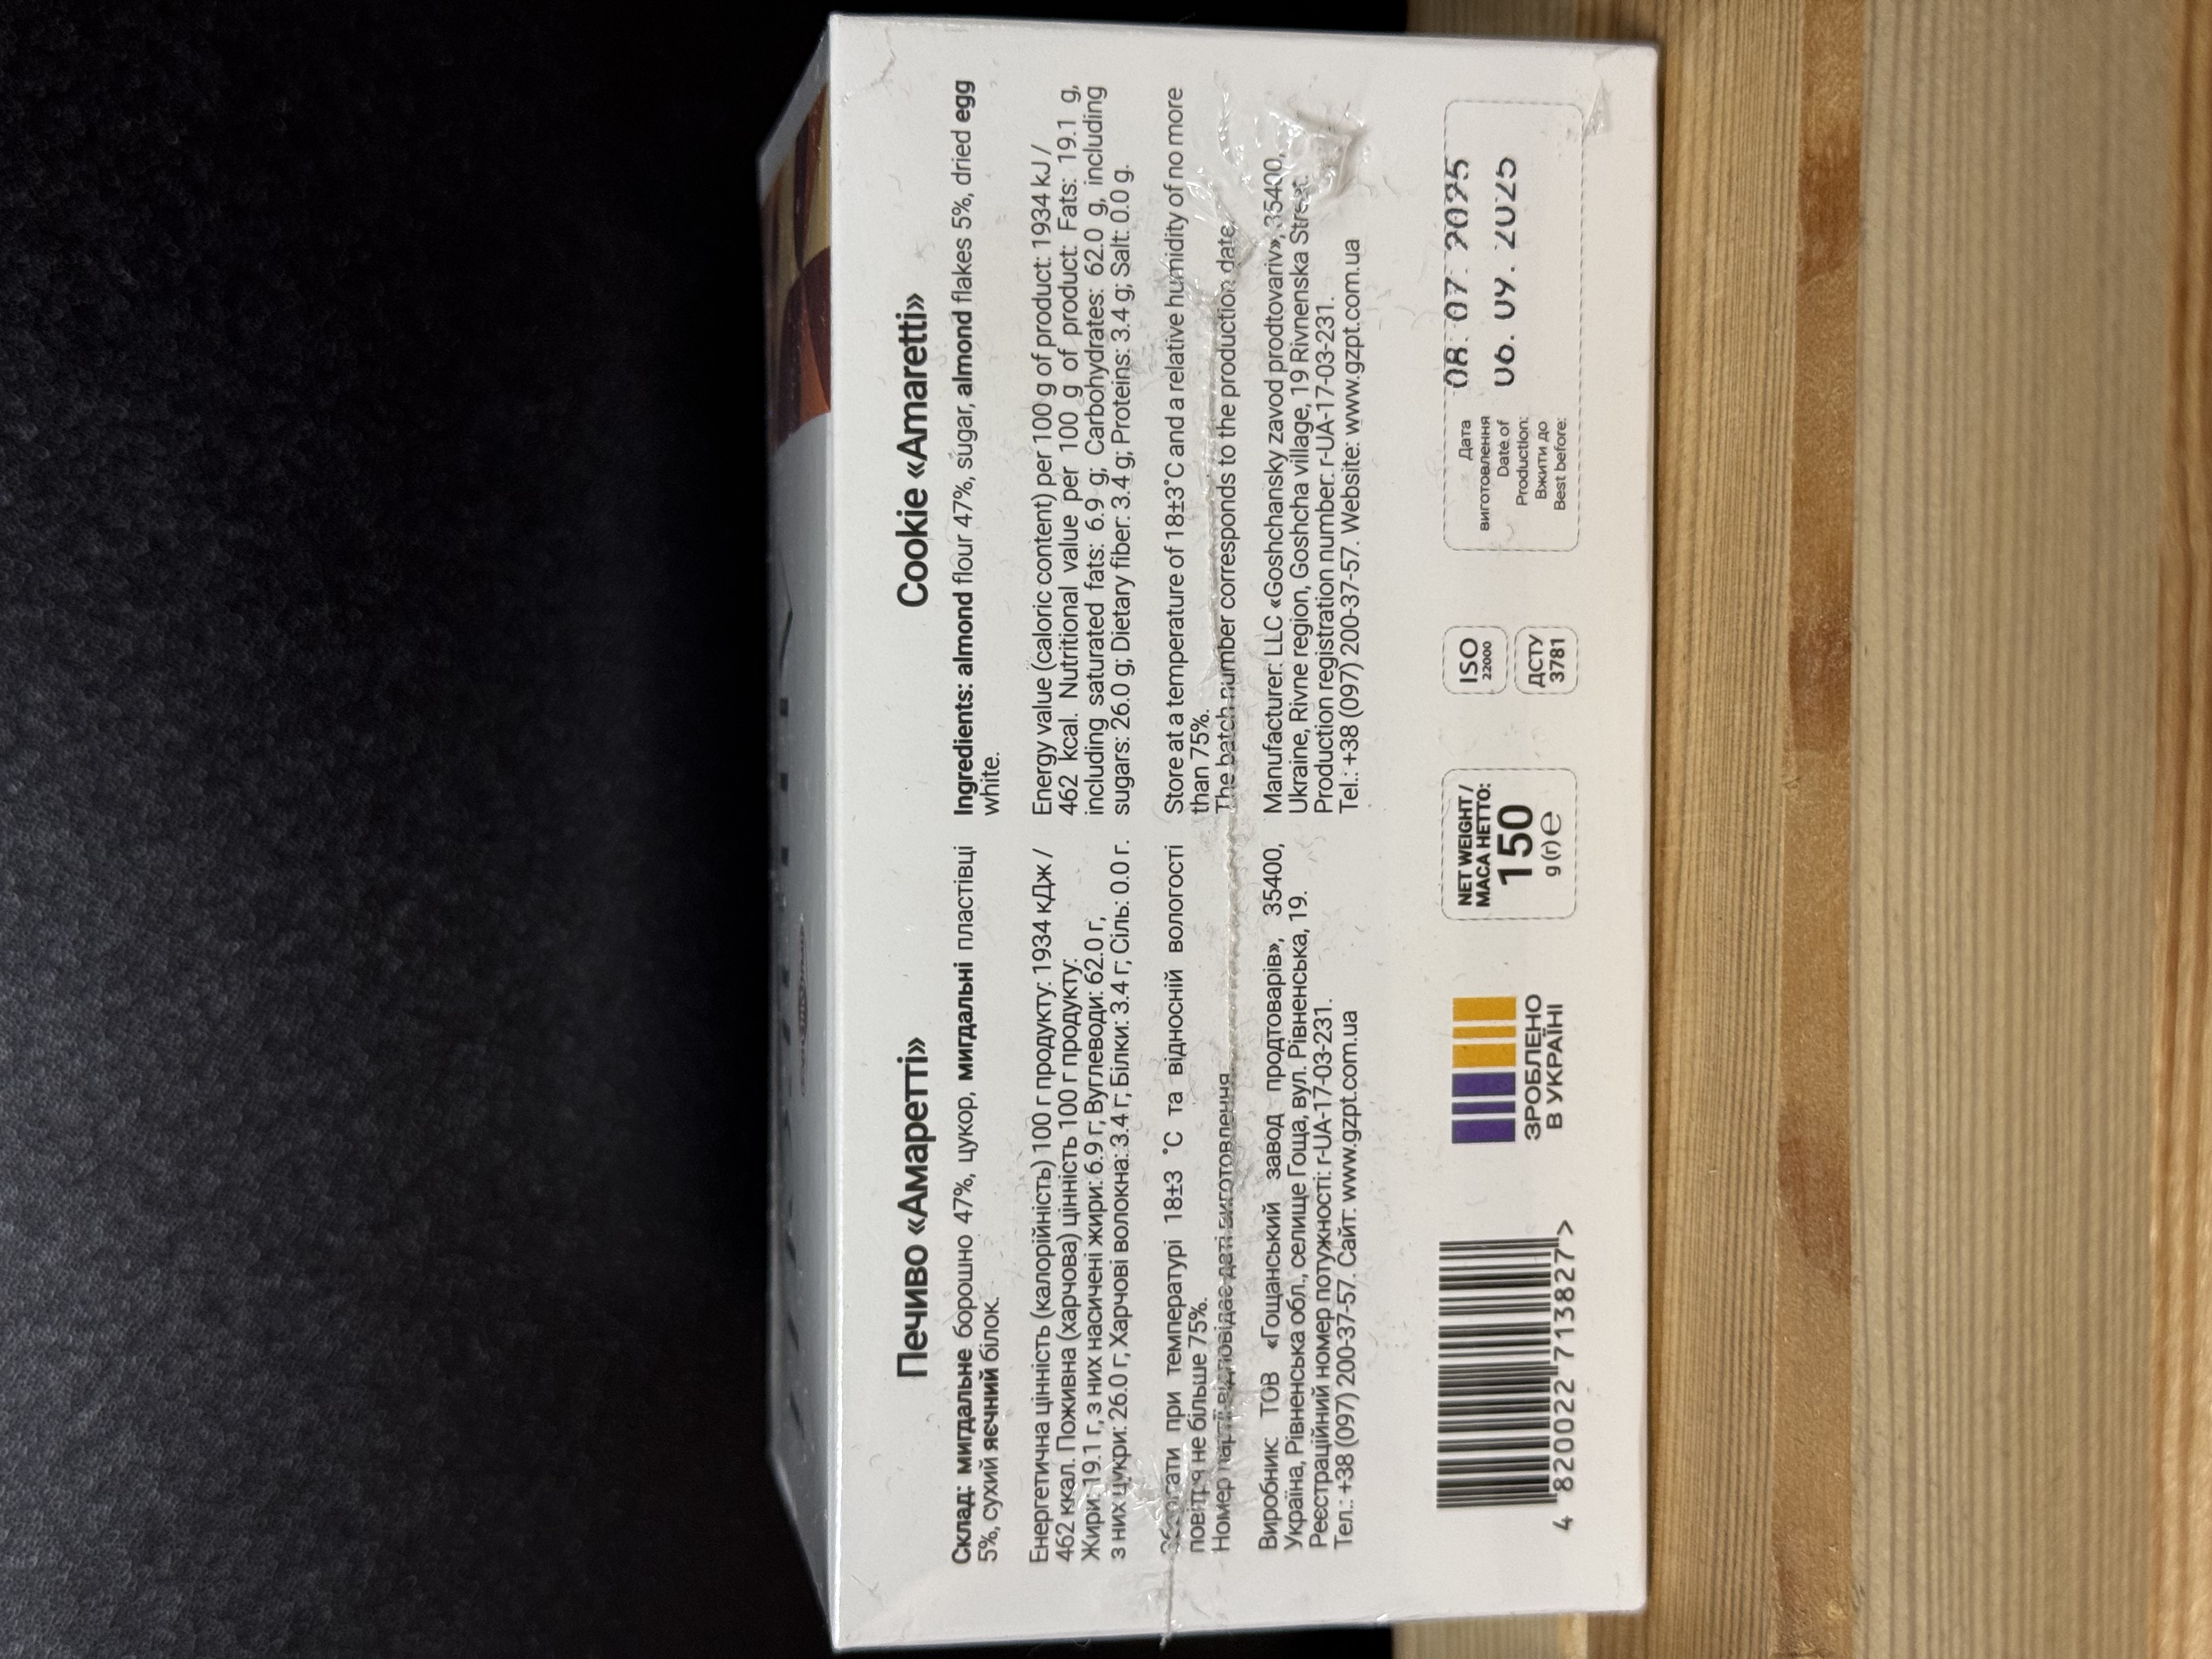 Печиво «Амаретті»
Склад: мигдальне борошно 47%, цукор, мигдальні пластівці
5%, сухий яєчний білок.
Енергетична цінність (калорійність) 100 г продукту: 1934 кДж /
462 ккал. Поживна (харчова) цінність 100 г продукту:
Жири: 19.1 г, з них насичені жири: 6.9 г; Вуглеводи: 62.0 г,
з них цукри: 26.0 г; Харчові волокна: 3.4 г; Білки: 3.4 г; Сіль: 0.0 г.
Зберігати при температурі 18±3 °С та відносній вологості
повітря не більше 75%.
Номер партії відповідає даті виготовлення.
Виробник: ТОВ «Гощанський завод продтоварів», 35400,
Україна, Рівненська обл., селище Гоща, вул. Рівненська, 19.
Реєстраційний номер потужності: r-UA-17-03-231.
Тел.: +38 (097) 200-37-57. Сайт: www.gzpt.com.ua
Cookie «Amaretti»
Ingredients: almond flour 47%, sugar, almond flakes 5%, dried egg
white.
Energy value (caloric content) per 100 g of product: 1934 kJ /
462 kcal. Nutritional value per 100 g of product: Fats: 19.1 g,
including saturated fats: 6.9 g; Carbohydrates: 62.0 g, including
sugars: 26.0 g; Dietary fiber: 3.4 g; Proteins: 3.4 g; Salt: 0.0 g.
Store at a temperature of 18±3°C and a relative humidity of no more
than 75%.
The batch number corresponds to the production date.
Manufacturer: LLC «Goshchansky zavod prodtovariv», 35400,
Ukraine, Rivne region, Goshcha village, 19 Rivnenska Street.
Production registration number: r-UA-17-03-231.
Tel.: +38 (097) 200-37-57. Website: www.gzpt.com.ua
4 820022 713827 >
ЗРОБЛЕНО
В УКРАЇНІ
NET WEIGHT /
МАСА НЕТТО:
150
g (г) ℮
ISO
22000
ДСТУ
3781
Дата
виготовлення
Date of
Production:
Вжити до
Best before:
08. 07. 2025
06. 09. 2025